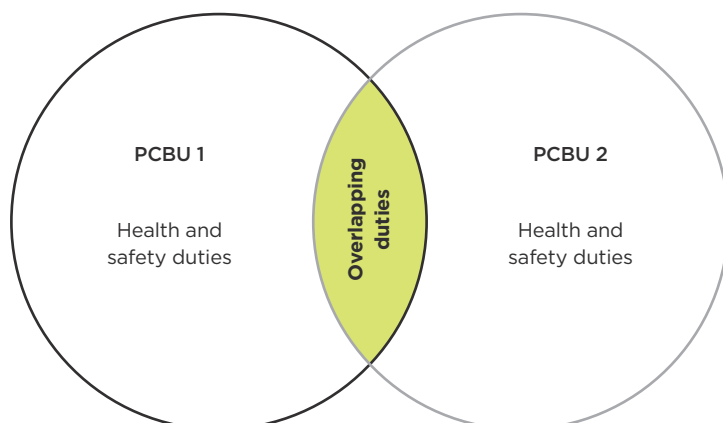 PCBU 1
Health and
safety duties
Overlapping
duties
PCBU 2
Health and
safety duties